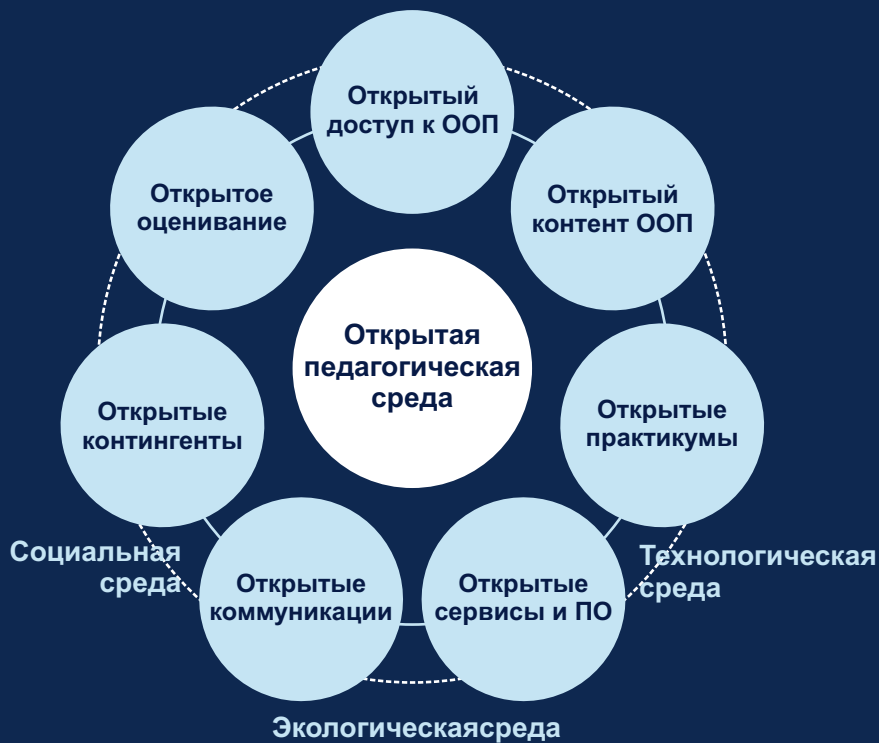 Открытый
доступ к ООП
Открытое
оценивание
Открытый
контент ООП
Открытая
педагогическая
среда
Открытые
контингенты
Открытые
практикумы
Социальная
среда
Технологическая
среда
Открытые
коммуникации
Открытые
сервисы и ПО
Экологическаясреда